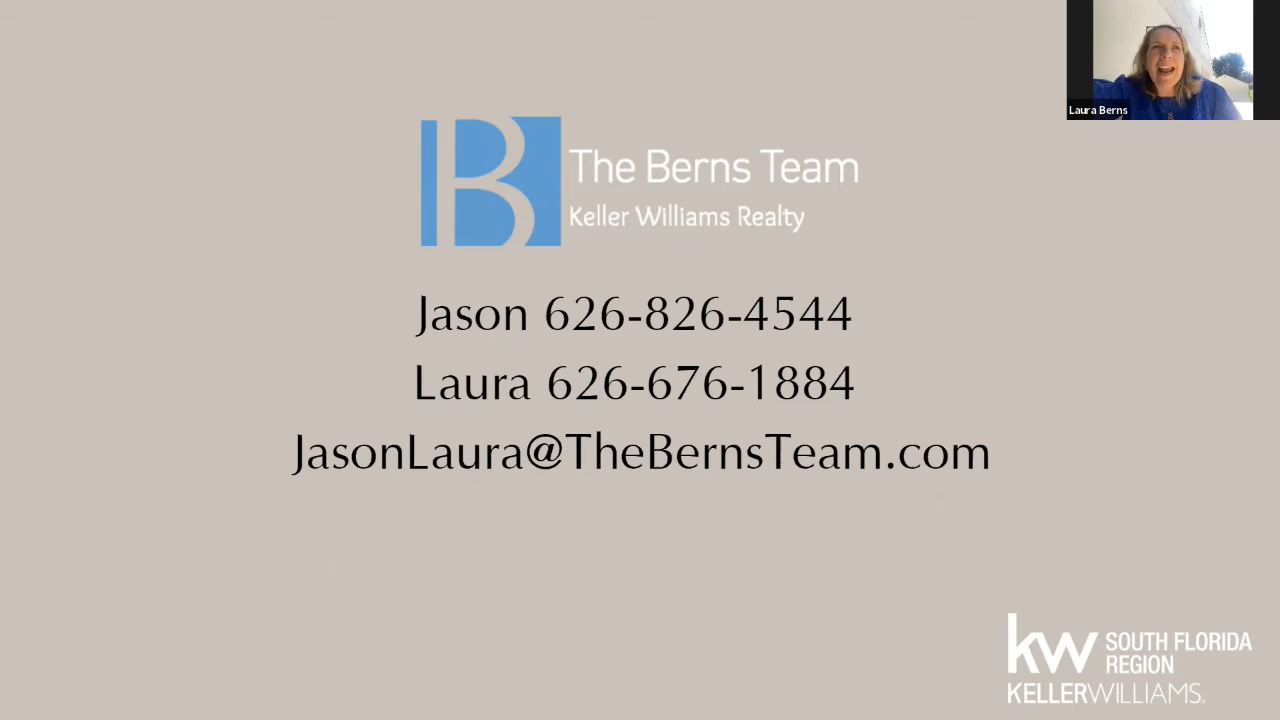 Laura Berns
B The Berns Team
Keller Williams Realty
Jason 626-826-4544
Laura 626-676-1884
JasonLaura@TheBernsTeam.com
kw SOUTH FLORIDA
REGION
KELLERWILLIAMS.